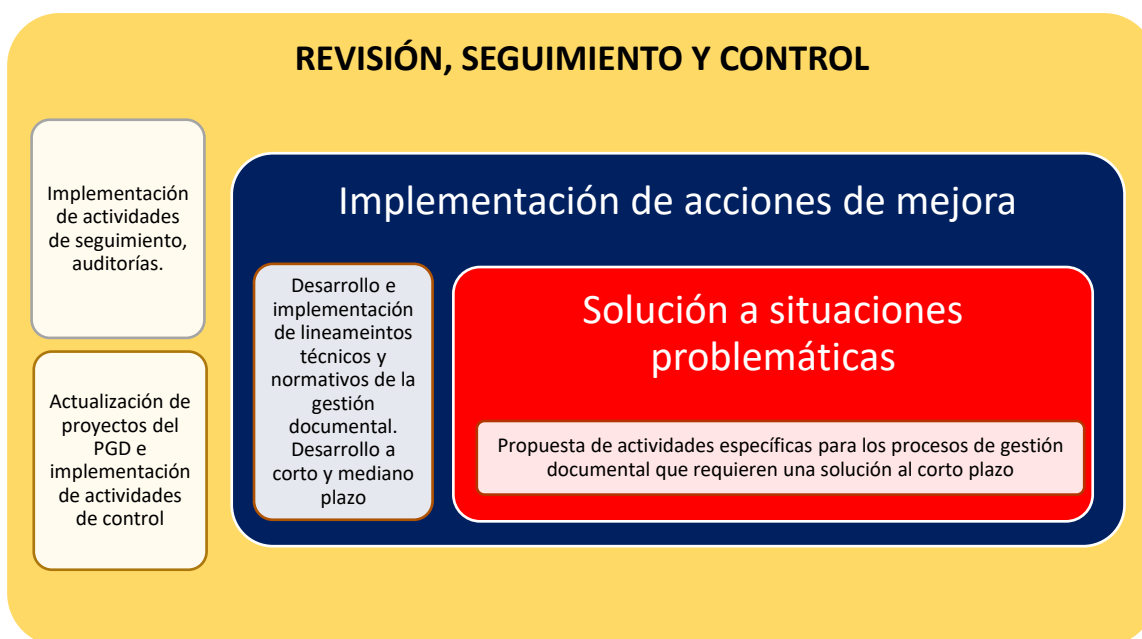 REVISIÓN, SEGUIMIENTO Y CONTROL
Implementación
de actividades
de seguimiento,
auditorías.
Actualización de
proyectos del
PGD e
implementación
de actividades
de control
Implementación de acciones de mejora
Desarrollo e
implementación
de lineameintos
técnicos y
normativos de la
gestión
documental.
Desarrollo a
corto y mediano
plazo
Solución a situaciones
problemáticas
Propuesta de actividades específicas para los procesos de gestión
documental que requieren una solución al corto plazo